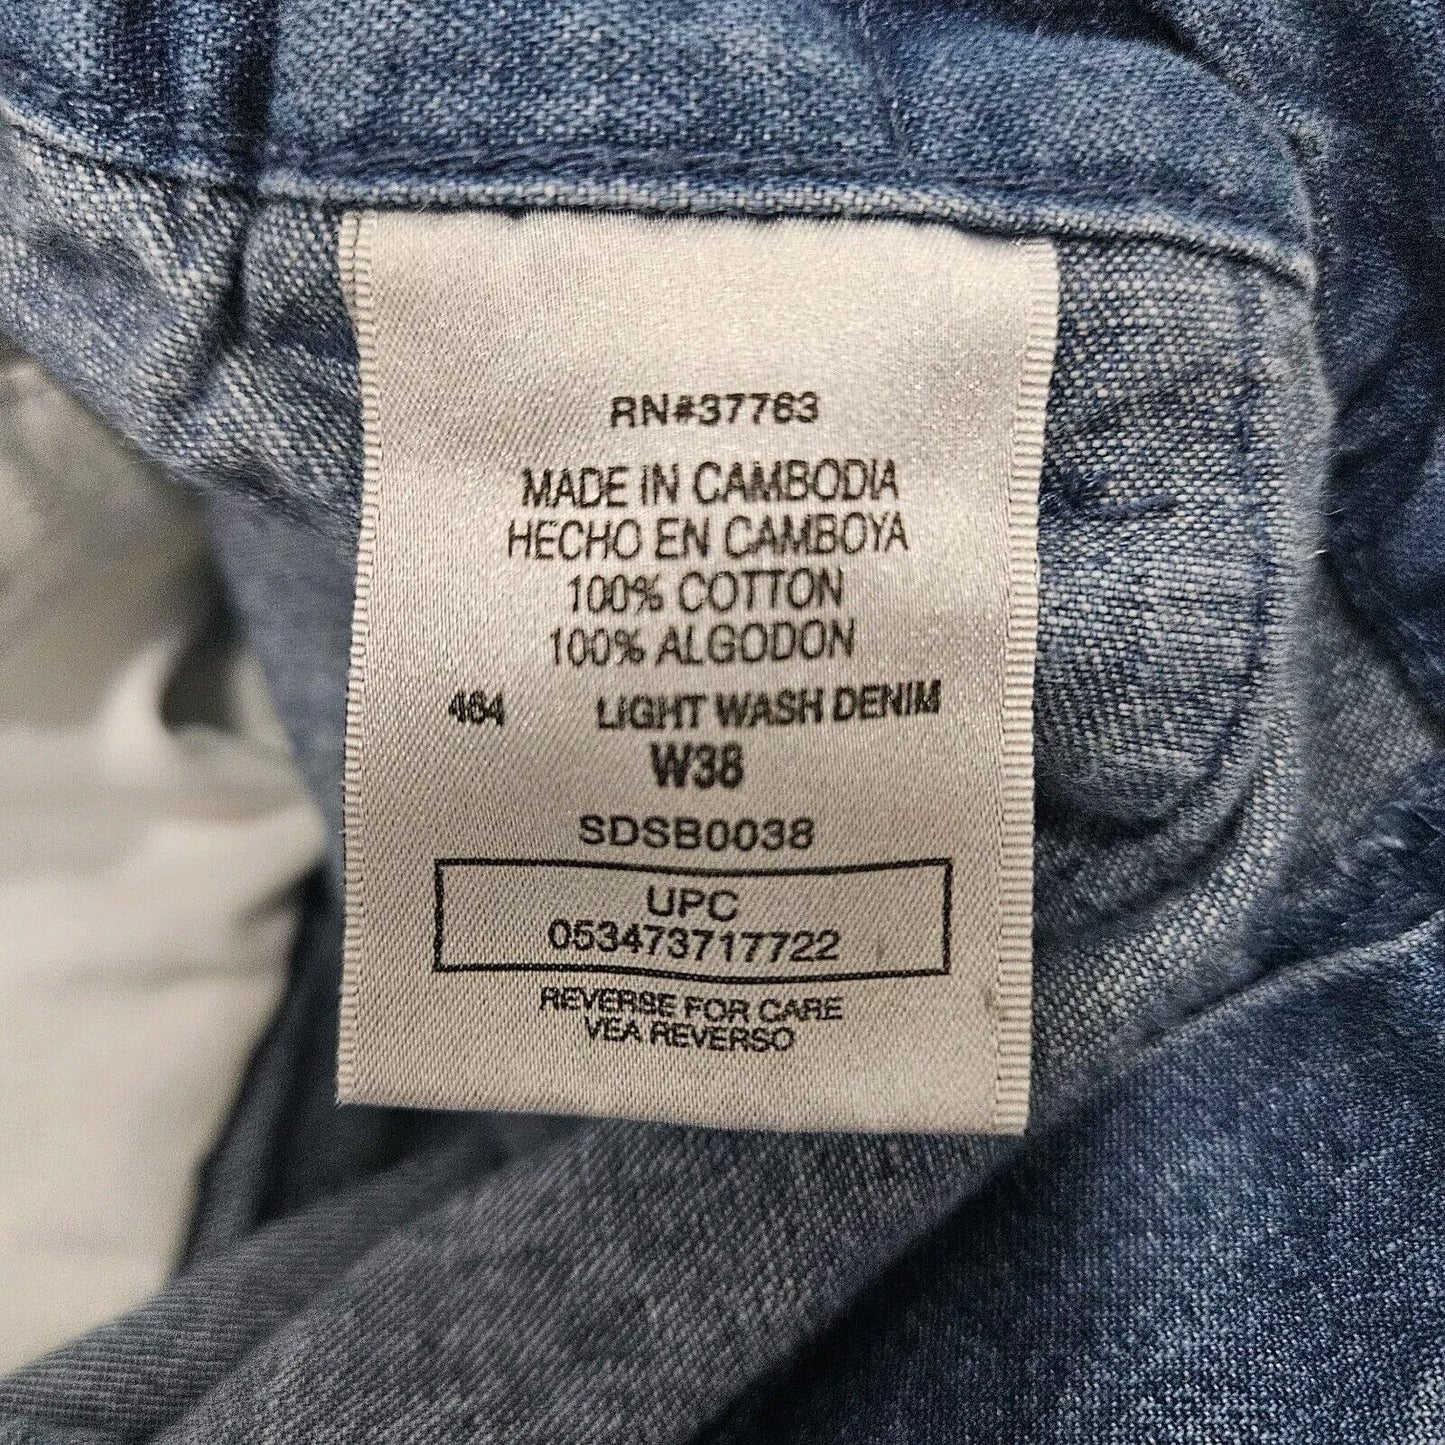 RN#37763
MADE IN CAMBODIA
HECHO EN CAMBOYA
100% COTTON
100% ALGODON
464 LIGHT WASH DENIM
W38
SDSB0038
UPC
053473717722
REVERSE FOR CARE
VEA REVERSO